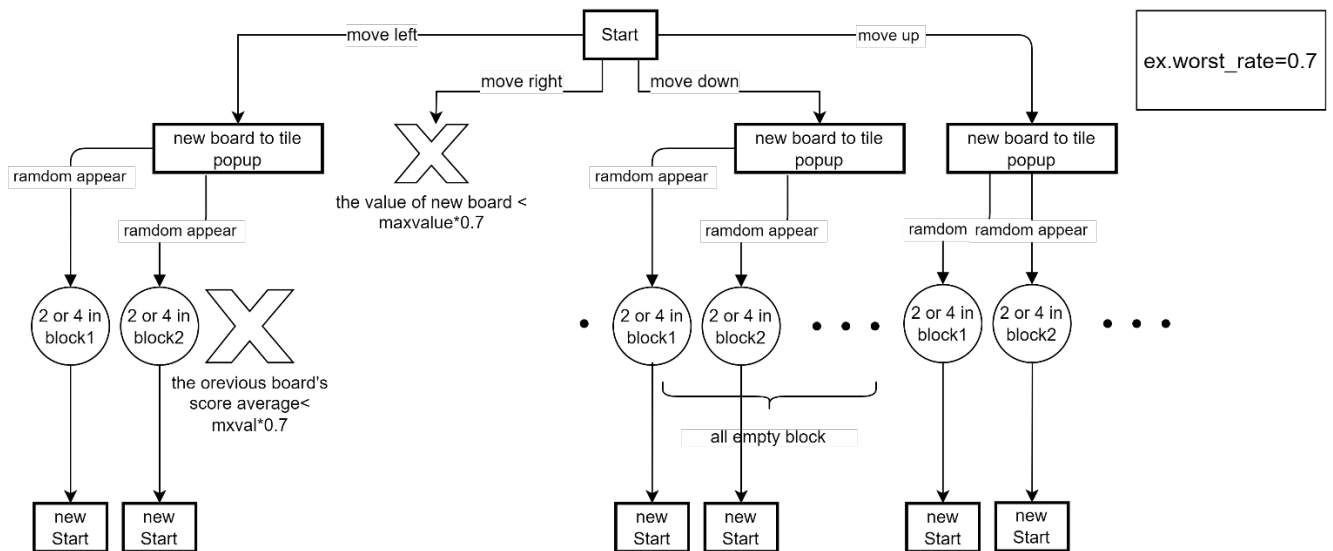 Start
move left
move right
move down
move up
ex.worst_rate=0.7
new board to tile
popup
new board to tile
popup
new board to tile
popup
the value of new board <
maxvalue*0.7
ramdom appear
ramdom appear
ramdom appear
ramdom appear
random
ramdom appear
2 or 4 in
block1
2 or 4 in
block2
the orevious board's
score average<
mxval*0.7
2 or 4 in
block1
2 or 4 in
block2
2 or 4 in
block1
2 or 4 in
block2
all empty block
new
Start
new
Start
new
Start
new
Start
new
Start
new
Start